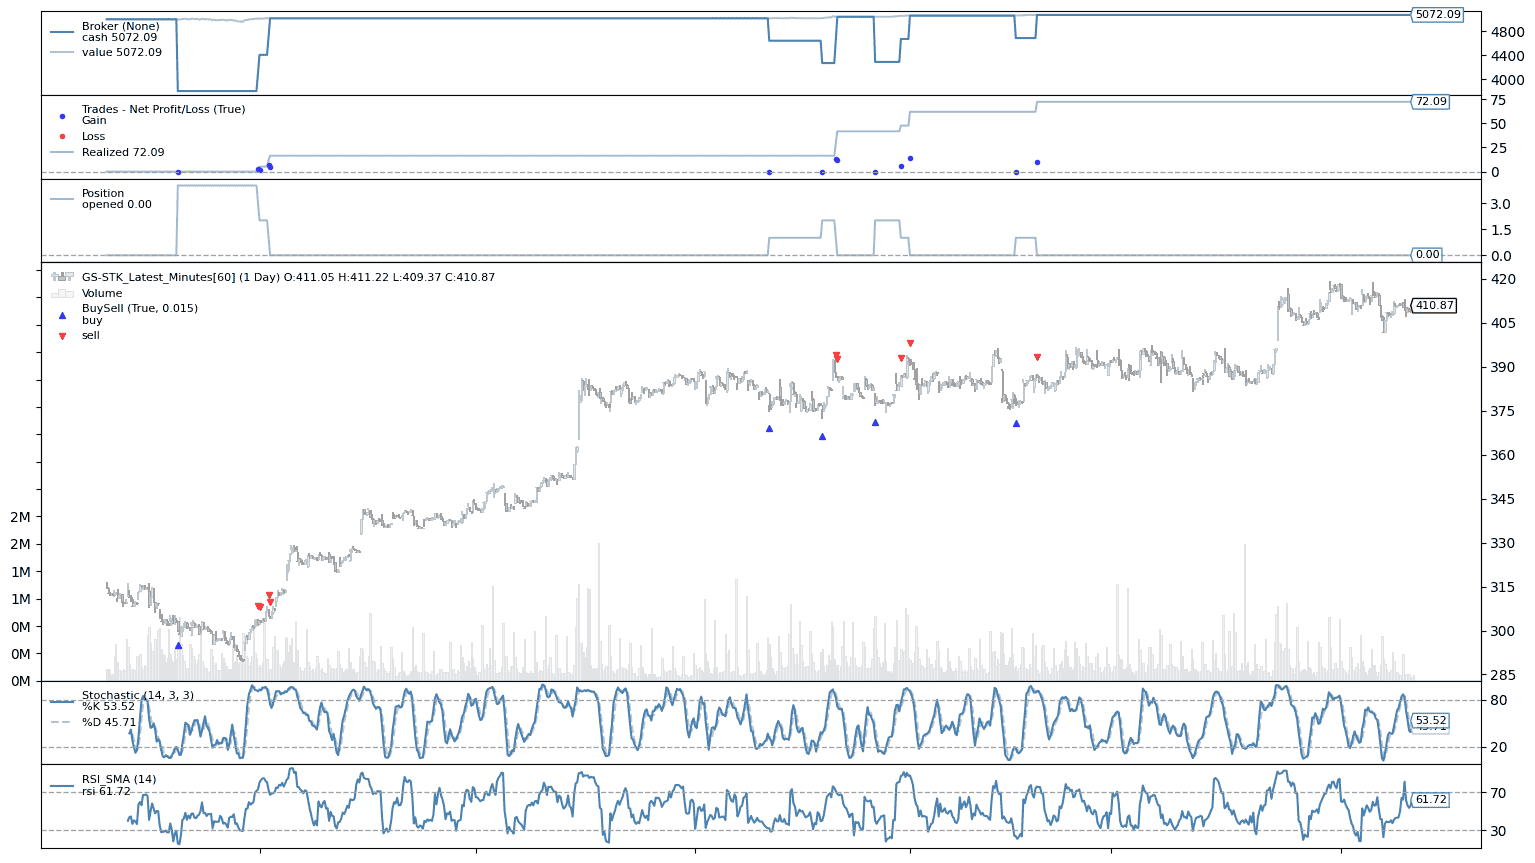 Broker (None)
cash 5072.09
value 5072.09
5072.09
4800
4400
4000
Trades - Net Profit/Loss (True)
Gain
Loss
Realized 72.09
75
72.09
50
25
0
Position
opened 0.00
3.0
1.5
0.0
0.00
GS-STK_Latest_Minutes[60] (1 Day) O:411.05 H:411.22 L:409.37 C:410.87
Volume
BuySell (True, 0.015)
buy
sell
420
410.87
405
390
375
360
345
330
315
300
285
2M
2M
1M
1M
0M
0M
0M
Stochastic (14, 3, 3)
%K 53.52
%D 45.71
80
53.52
20
RSI_SMA (14)
rsi 61.72
70
61.72
30